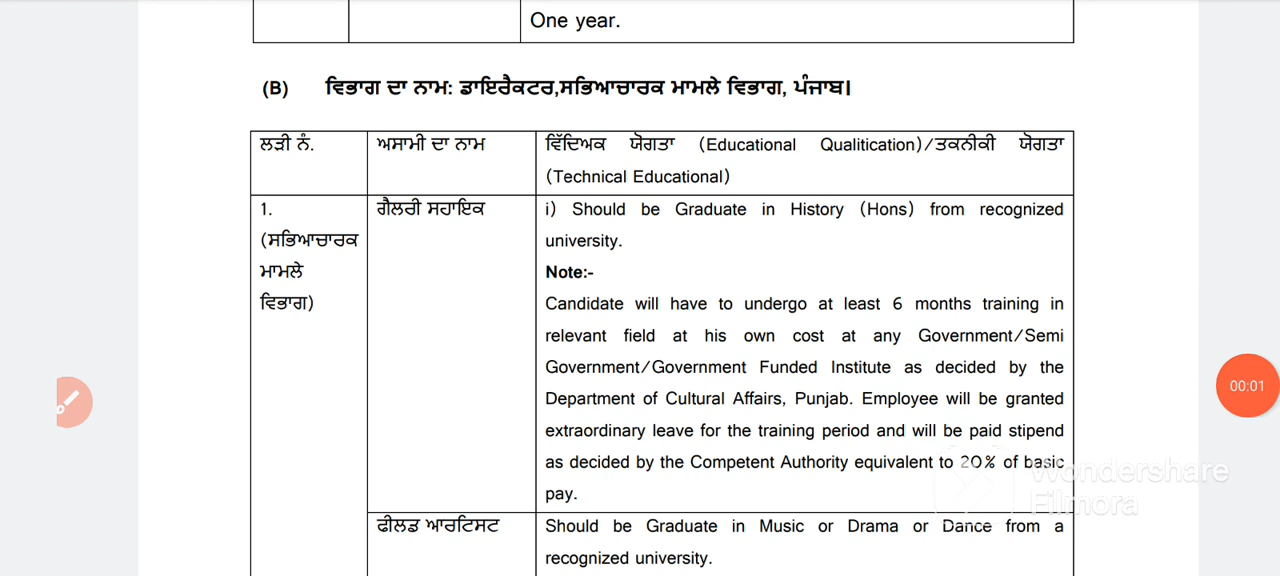 One year.
(B) ਵਿਭਾਗ ਦਾ ਨਾਮ: ਡਾਇਰੈਕਟਰ,ਸਭਿਆਚਾਰਕ ਮਾਮਲੇ ਵਿਭਾਗ, ਪੰਜਾਬ।
ਲੜੀ ਨੰ. ਅਸਾਮੀ ਦਾ ਨਾਮ ਵਿੱਦਿਅਕ ਯੋਗਤਾ (Educational Qualitication)/ਤਕਨੀਕੀ ਯੋਗਤਾ
(Technical Educational)
1. ਗੈਲਰੀ ਸਹਾਇਕ i) Should be Graduate in History (Hons) from recognized
(ਸਭਿਆਚਾਰਕ university.
ਮਾਮਲੇ Note:-
ਵਿਭਾਗ) Candidate will have to undergo at least 6 months training in
relevant field at his own cost at any Government/Semi
Government/Government Funded Institute as decided by the
00:01
Department of Cultural Affairs, Punjab. Employee will be granted
extraordinary leave for the training period and will be paid stipend
as decided by the Competent Authority equivalent to 20% of basic
pay.
Wondershare
Filmora
ਫੀਲਡ ਆਰਟਿਸਟ Should be Graduate in Music or Drama or Dance from a
recognized university.